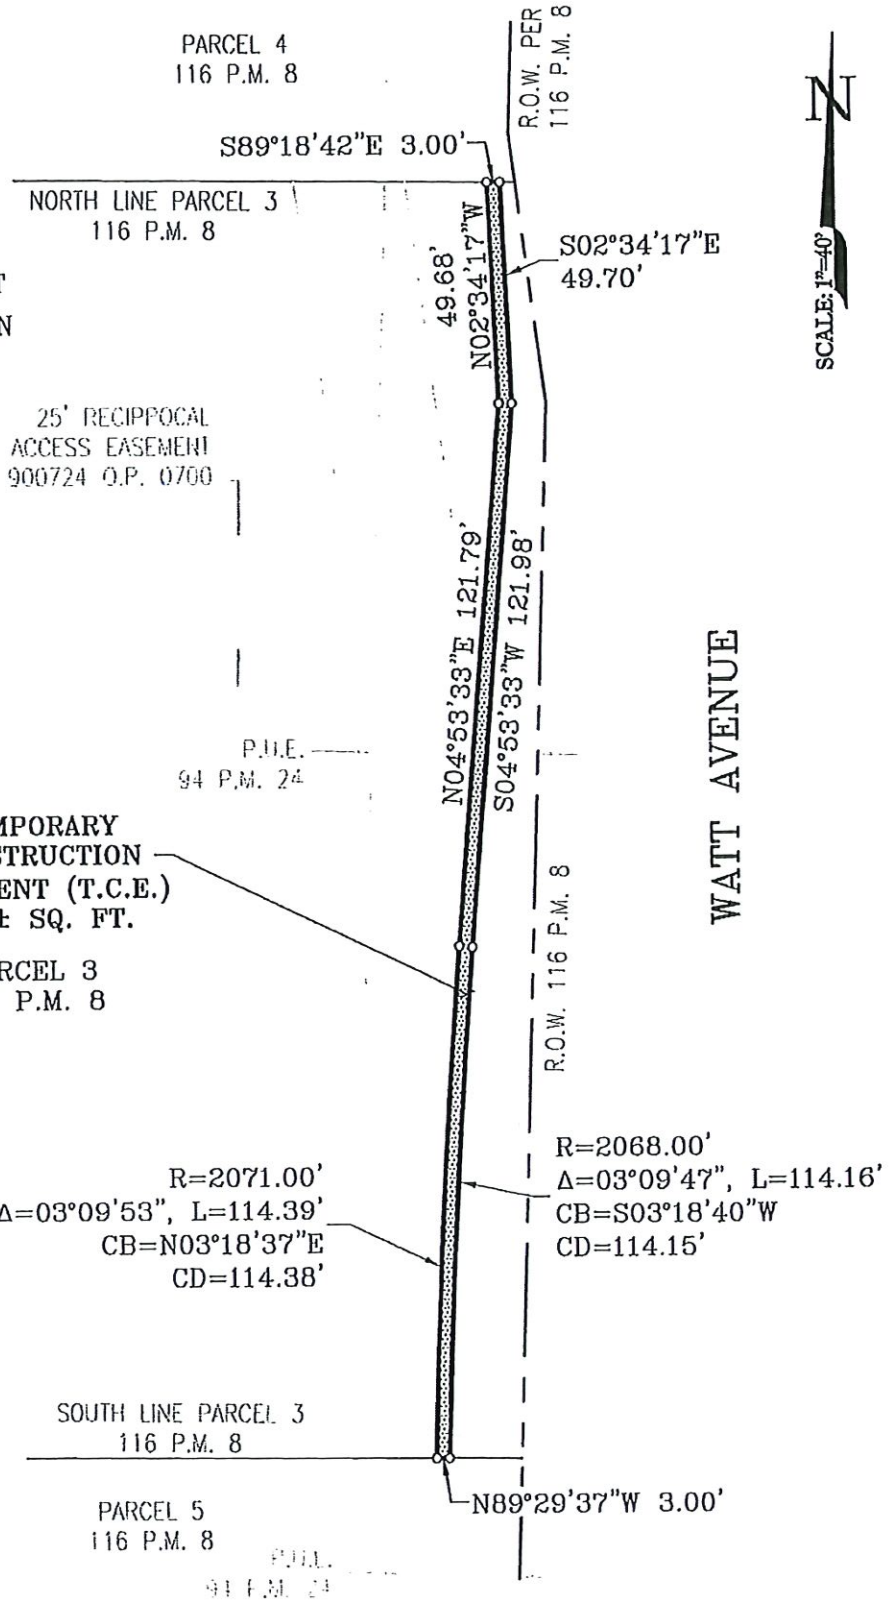 PARCEL 4
116 P.M. 8
R.O.W. PER
116 P.M. 8
N
SCALE: 1"=40'
S89°18'42"E 3.00'
NORTH LINE PARCEL 3
116 P.M. 8
49.68'
N02°34'17"W
S02°34'17"E
49.70'
T
N
25' RECIPPOCAL
ACCESS EASEMENT
900724 O.P. 0700
N04°53'33"E 121.79'
S04°53'33"W 121.98'
WATT AVENUE
P.U.E.
94 P.M. 24
MPORARY
STRUCTION
ENT (T.C.E.)
± SQ. FT.
RCEL 3
P.M. 8
R.O.W. 116 P.M. 8
R=2071.00'
Δ=03°09'53", L=114.39'
CB=N03°18'37"E
CD=114.38'
R=2068.00'
Δ=03°09'47", L=114.16'
CB=S03°18'40"W
CD=114.15'
SOUTH LINE PARCEL 3
116 P.M. 8
N89°29'37"W 3.00'
PARCEL 5
116 P.M. 8
P.U.E.
94 P.M. 24